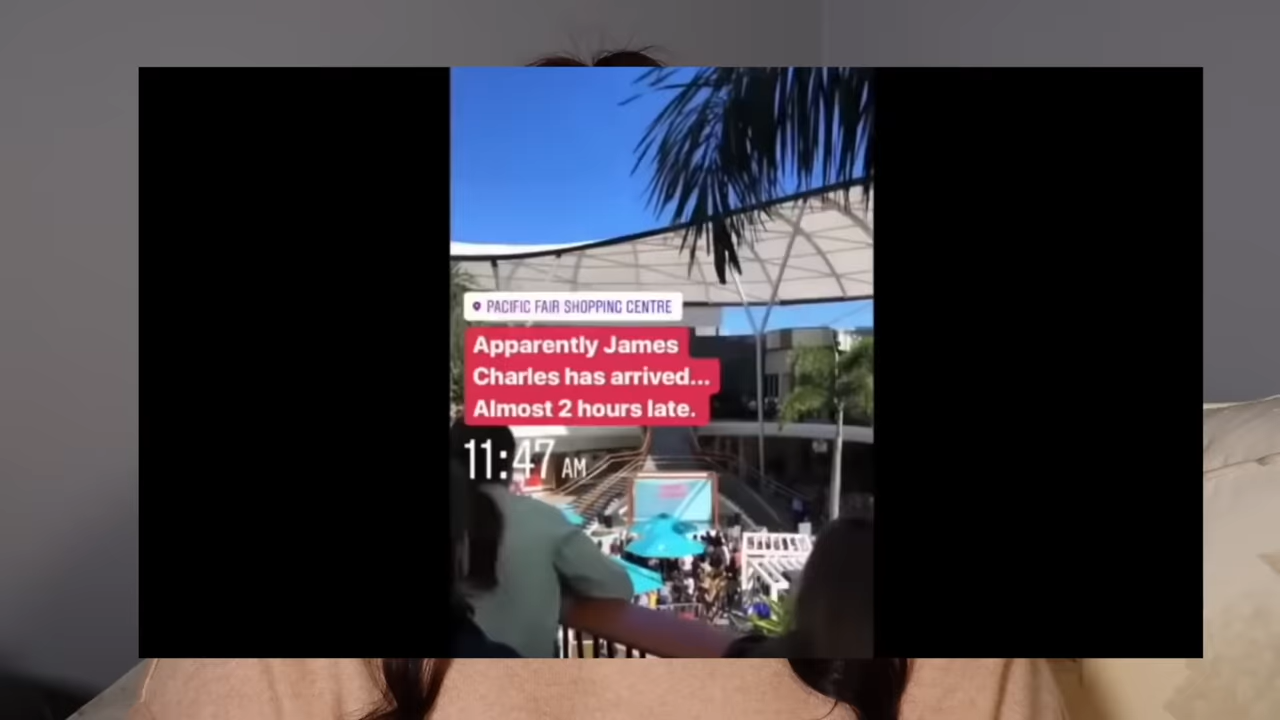 PACIFIC FAIR SHOPPING CENTRE
Apparently James
Charles has arrived...
Almost 2 hours late.
11:47 AM